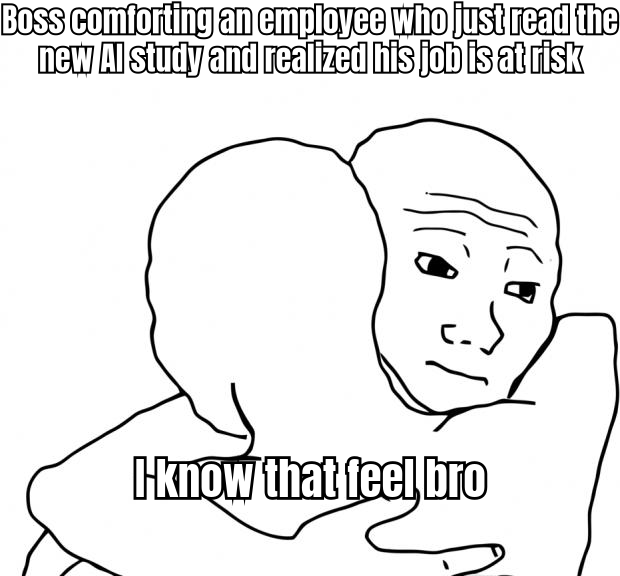 Boss comforting an employee who just read the
new AI study and realized his job is at risk
I know that feel bro